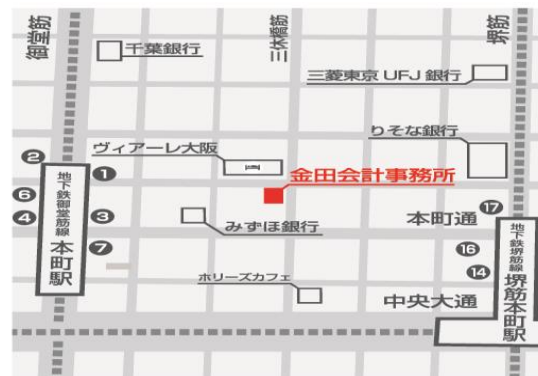 御堂筋
三休橋筋
堺筋
千葉銀行
三菱東京 UFJ 銀行
りそな銀行
ヴィアーレ大阪
金田会計事務所
みずほ銀行
本町通
ホリーズカフェ
中央大通
2
1
6
4
3
7
地下鉄御堂筋線
本町駅
17
16
14
地下鉄堺筋線
堺筋本町駅